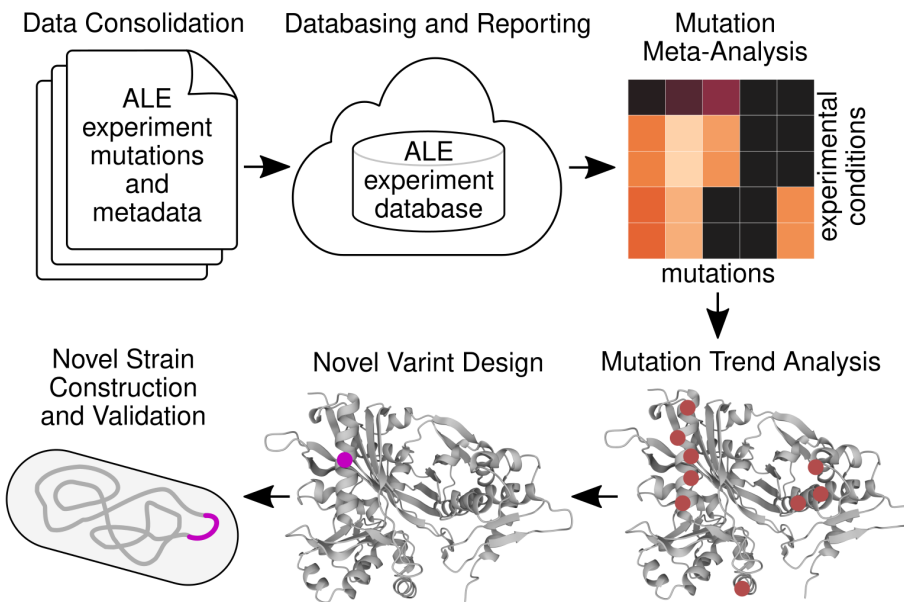 Data Consolidation
ALE
experiment
mutations
and
metadata
Databasing and Reporting
ALE
experiment
database
Mutation
Meta-Analysis
experimental
conditions
mutations
Mutation Trend Analysis
Novel Varint Design
Novel Strain
Construction
and Validation